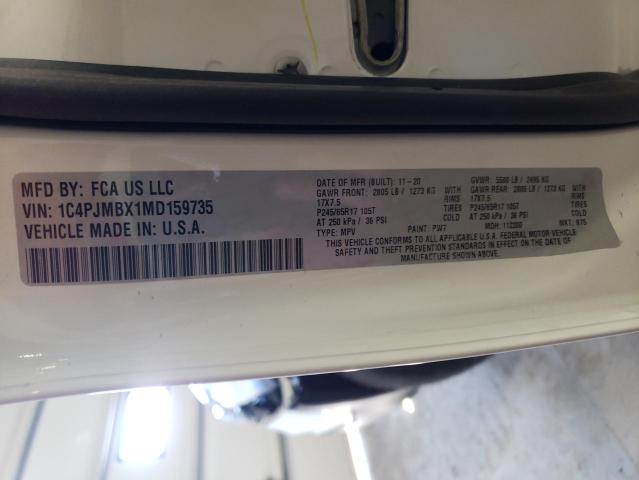 MFD BY: FCA US LLC
VIN: 1C4PJMBX1MD159735
VEHICLE MADE IN: U.S.A.
DATE OF MFR (BUILT): 11-20 GVWR: 5500 LB / 2495 KG
GAWR FRONT: 2805 LB / 1273 KG WITH GAWR REAR: 2805 LB / 1273 KG WITH
17X7.5 RIMS 17X7.5 RIMS
P245/65R17 105T TIRES P245/65R17 105T TIRES
AT 250 kPa / 36 PSI COLD AT 250 kPa / 36 PSI COLD
TYPE: MPV PAINT: PW7 MDH: MKT: 675
THIS VEHICLE CONFORMS TO ALL APPLICABLE U.S.A. FEDERAL MOTOR VEHICLE
SAFETY AND THEFT PREVENTION STANDARDS IN EFFECT ON THE DATE OF
MANUFACTURE SHOWN ABOVE.